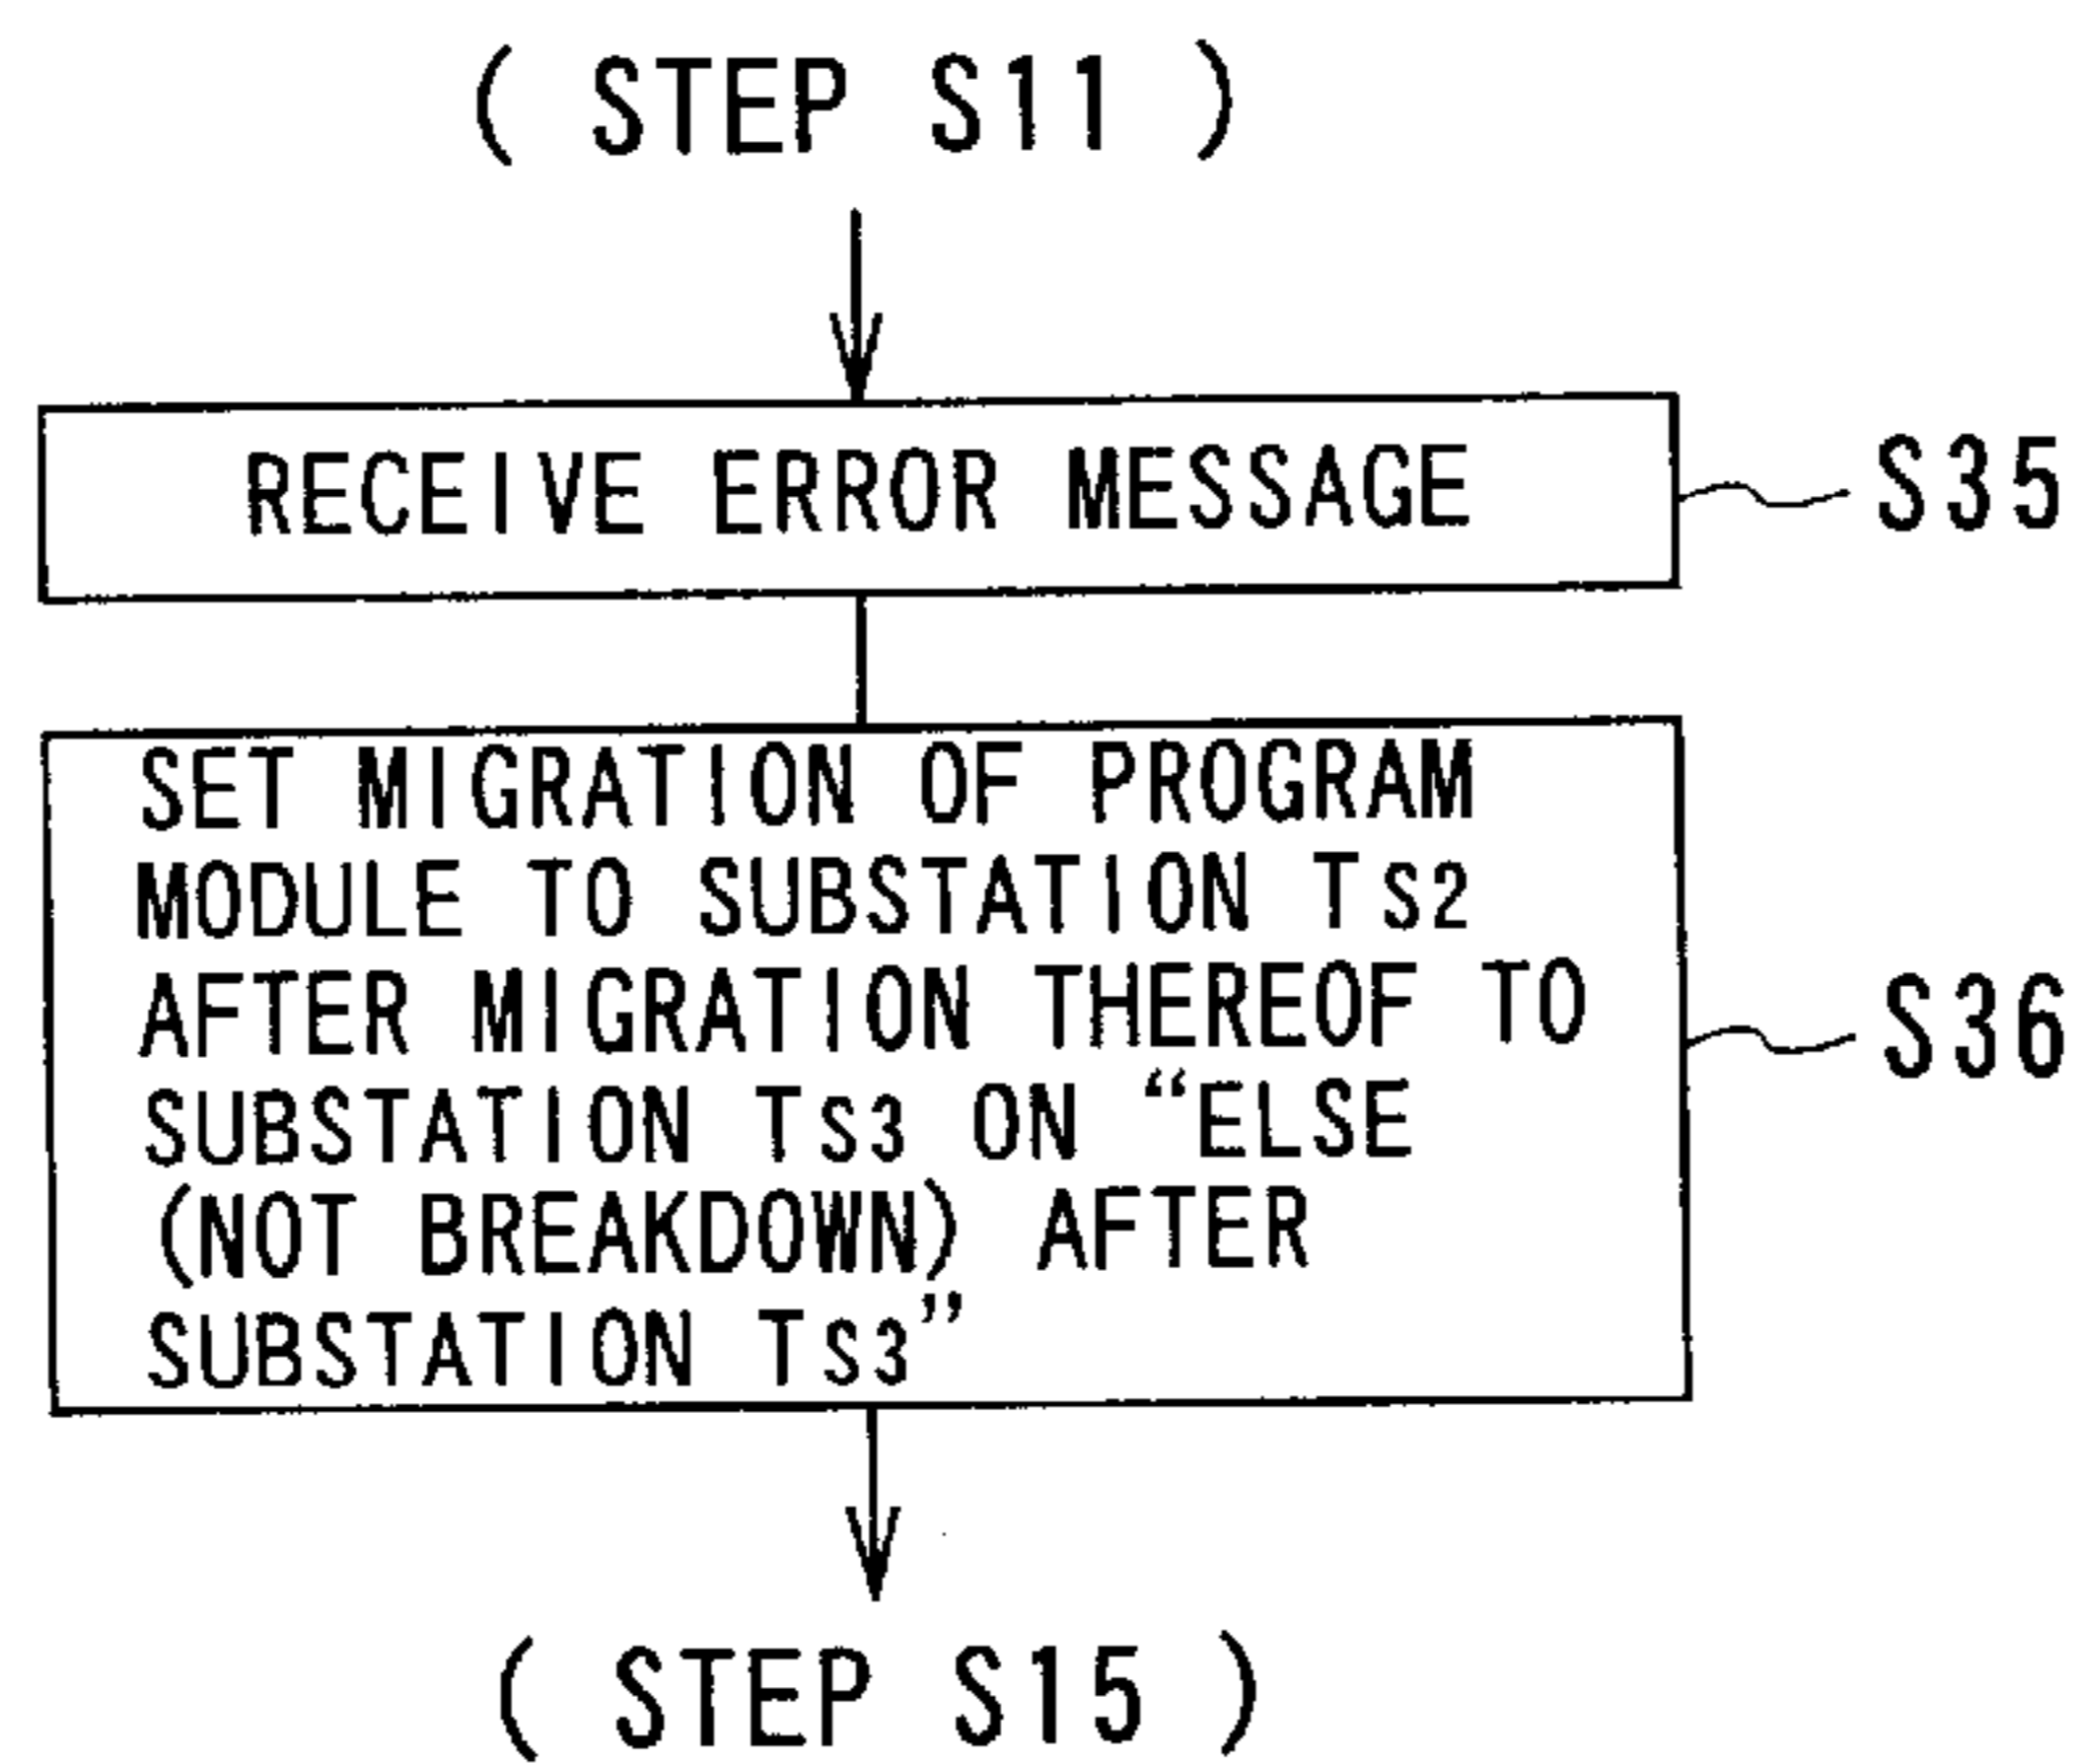 ( STEP S11 )
RECEIVE ERROR MESSAGE
S35
SET MIGRATION OF PROGRAM
MODULE TO SUBSTATION Ts2
AFTER MIGRATION THEREOF TO
SUBSTATION Ts3 ON “ELSE
(NOT BREAKDOWN) AFTER
SUBSTATION Ts3”
S36
( STEP S15 )